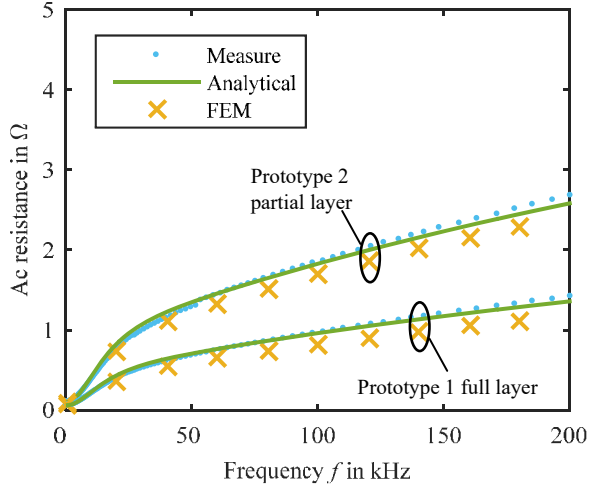 5
4
3
2
1
0
Ac resistance in Ω
Measure
Analytical
FEM
Prototype 2
partial layer
Prototype 1 full layer
0
50
100
150
200
Frequency f in kHz